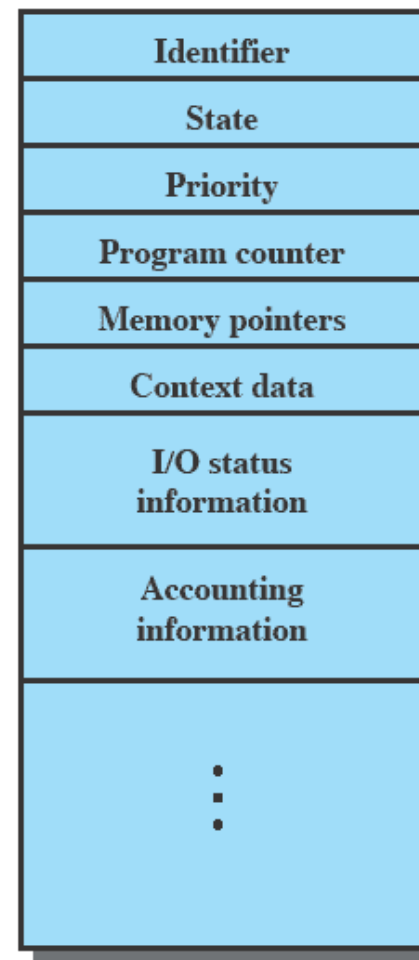 Identifier
State
Priority
Program counter
Memory pointers
Context data
I/O status
information
Accounting
information